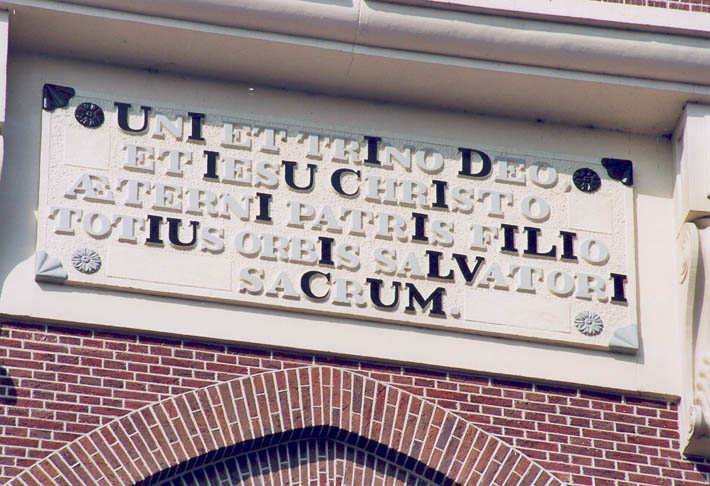 UNI ET TRINO DEO,
ET IESU CHRISTO
ÆTERNI PATRIS FILIO
TOTIUS ORBIS SALVATORI
SACRUM.